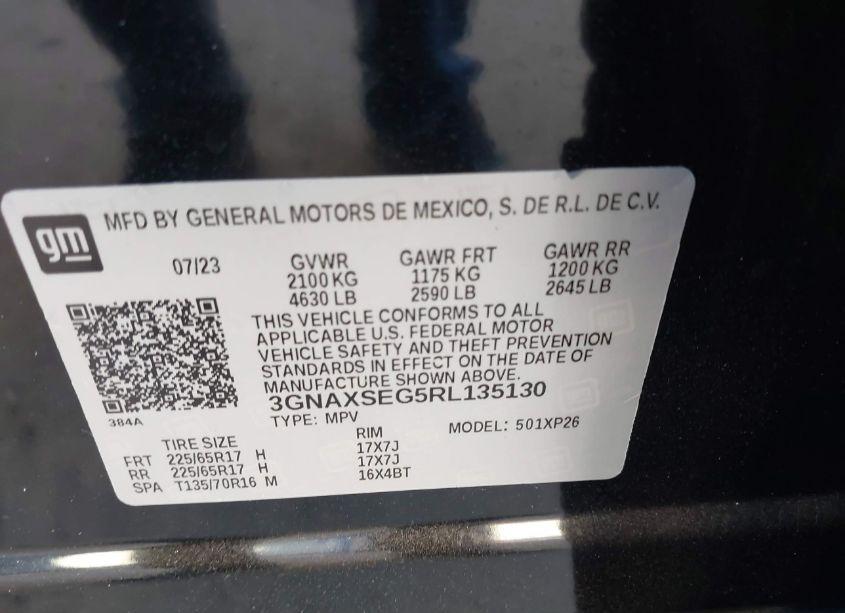 gm
MFD BY GENERAL MOTORS DE MEXICO, S. DE R.L. DE C.V.
07/23 GVWR GAWR FRT GAWR RR
2100 KG 1175 KG 1200 KG
4630 LB 2590 LB 2645 LB
THIS VEHICLE CONFORMS TO ALL
APPLICABLE U.S. FEDERAL MOTOR
VEHICLE SAFETY AND THEFT PREVENTION
STANDARDS IN EFFECT ON THE DATE OF
MANUFACTURE SHOWN ABOVE.
3GNAXSEG5RL135130
384A TYPE: MPV MODEL: 501XP26
TIRE SIZE RIM
FRT 225/65R17 H 17X7J
RR 225/65R17 H 17X7J
SPA T135/70R16 M 16X4BT